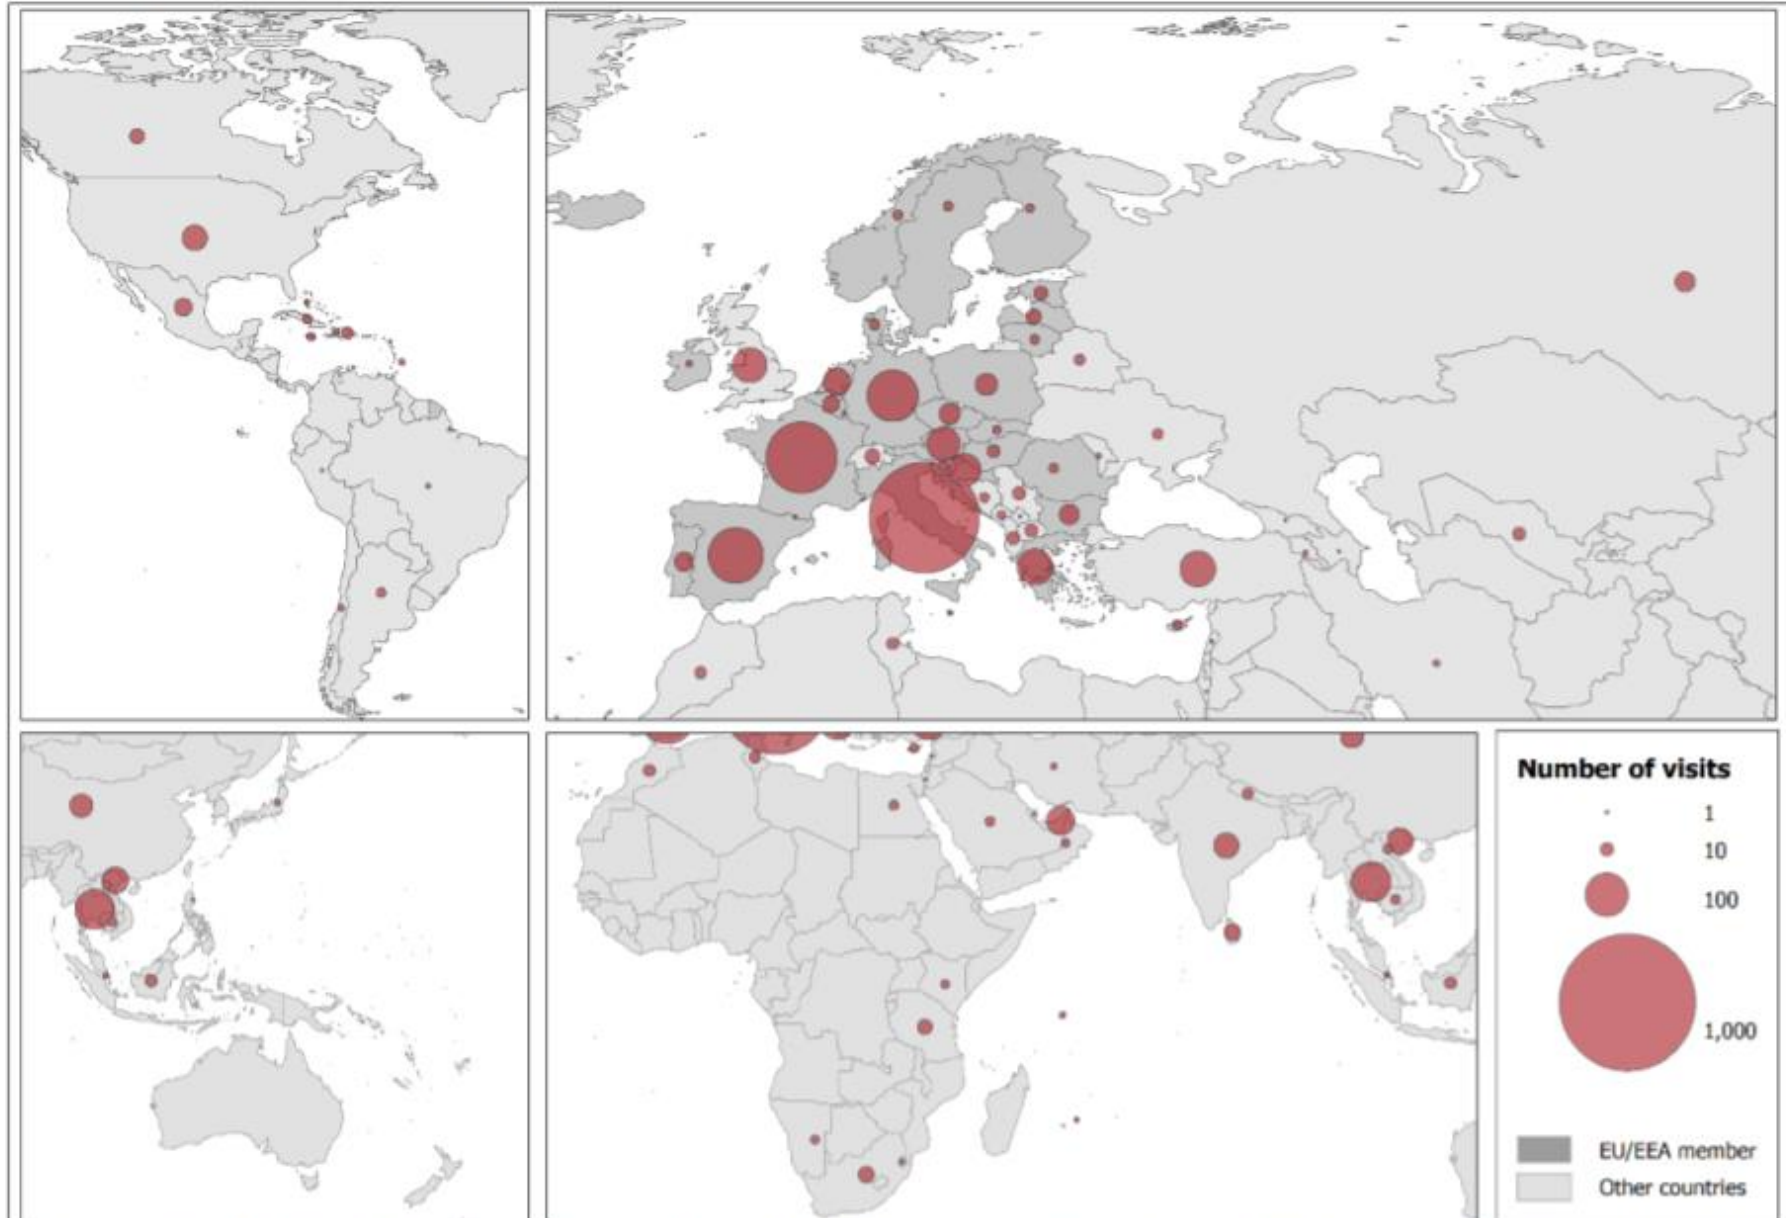 Number of visits
1
10
100
1,000
EU/EEA member
Other countries